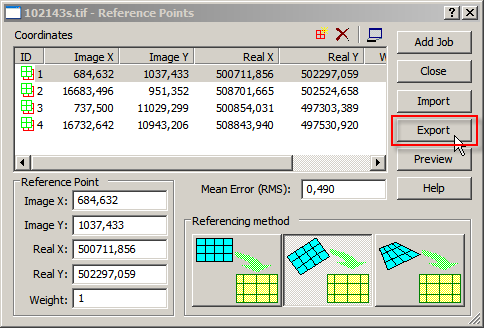 102143s.tif - Reference Points
Coordinates
Add Job
ID Image X Image Y Real X Real Y W
1 684,632 1037,433 500711,856 502297,059
2 16683,496 951,352 508701,665 502524,658
3 737,500 11029,299 500854,031 497303,389
4 16732,642 10943,206 508843,940 497530,920
Close
Import
Export
Preview
Help
Reference Point
Image X: 684,632
Image Y: 1037,433
Real X: 500711,856
Real Y: 502297,059
Weight: 1
Mean Error (RMS): 0,490
Referencing method